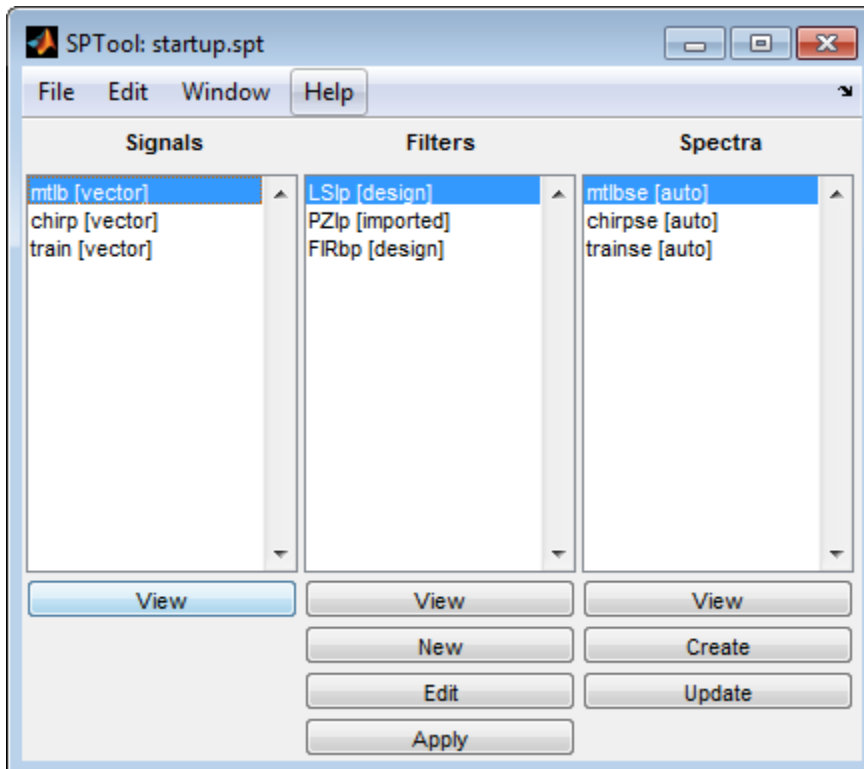 SPTool: startup.spt
File Edit Window Help
Signals Filters Spectra
mtlb [vector] LSlp [design] mtlbse [auto]
chirp [vector] PZlp [imported] chirpse [auto]
train [vector] FIRbp [design] trainse [auto]
View View View
New Create
Edit Update
Apply